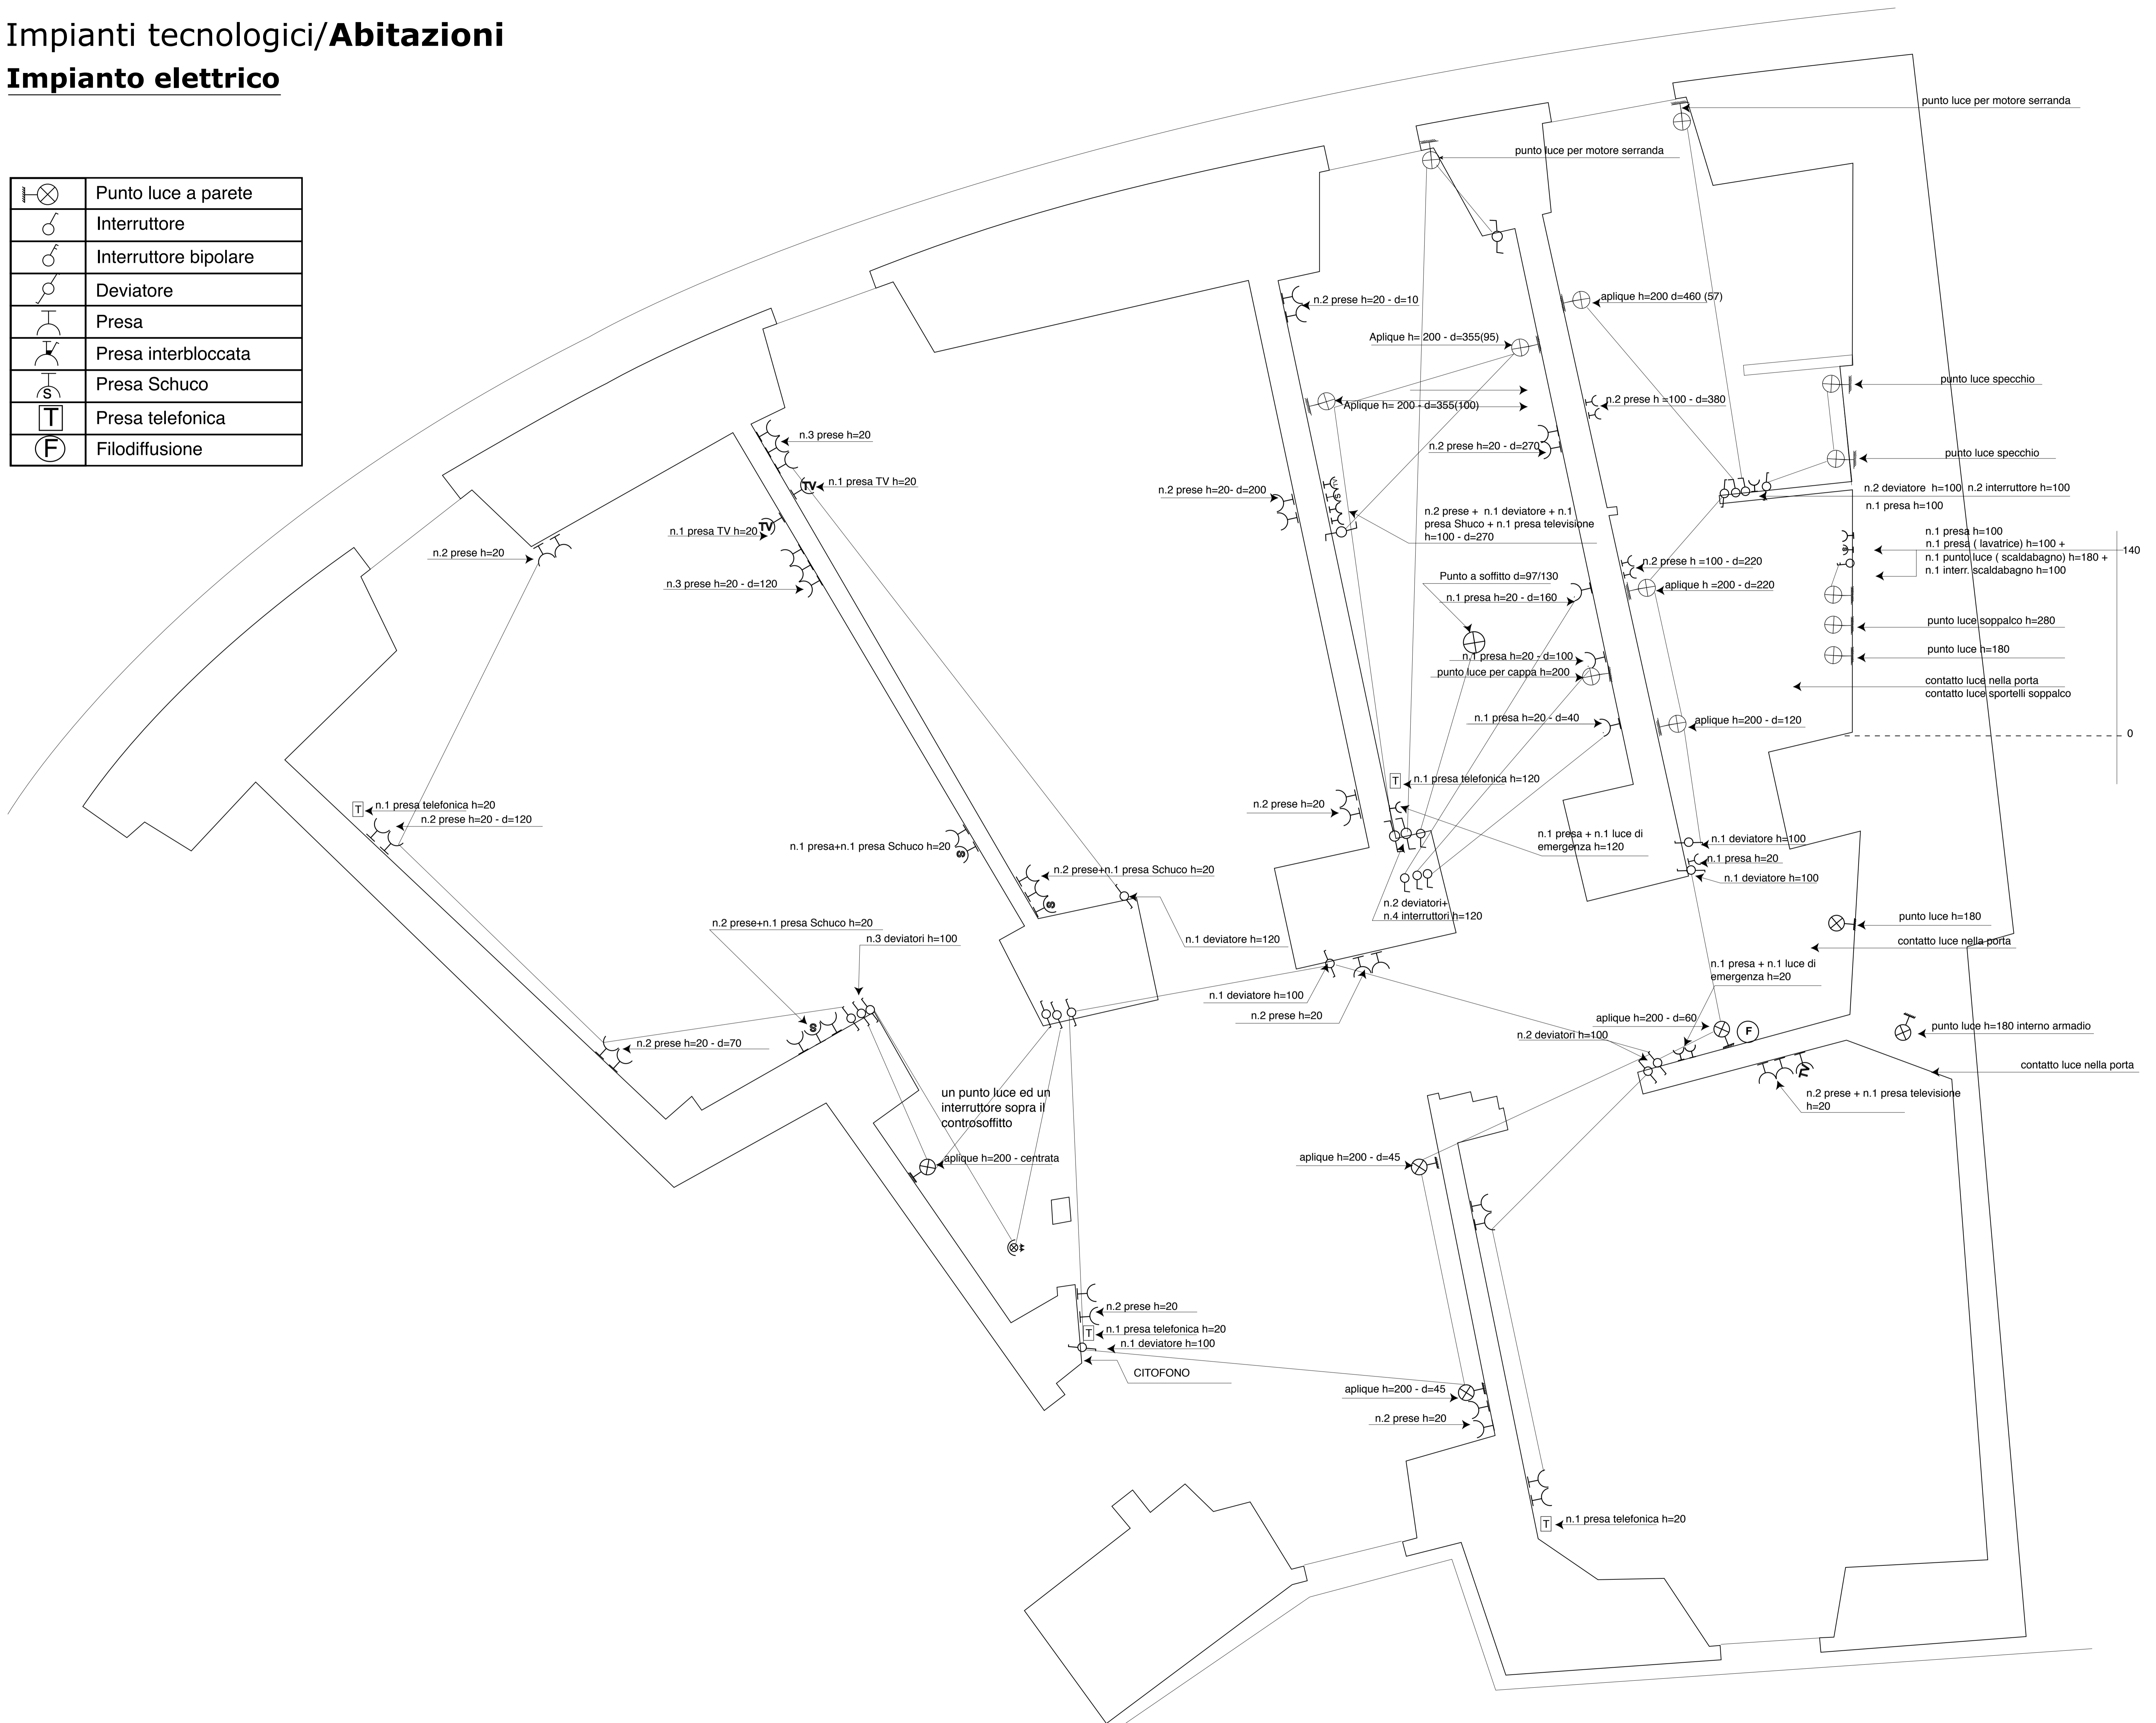 Impianti tecnologici/Abitazioni
Impianto elettrico
Punto luce a parete
Interruttore
Interruttore bipolare
Deviatore
Presa
Presa interbloccata
S
Presa Schuco
T
Presa telefonica
F
Filodiffusione
punto luce per motore serranda
punto luce per motore serranda
n.2 prese h=20 - d=10
aplique h=200 d=460 (57)
Aplique h= 200 - d=355(95)
Aplique h= 200 - d=355(100)
n.2 prese h =100 - d=380
punto luce specchio
n.2 prese h=20 - d=270
punto luce specchio
n.3 prese h=20
TV
n.1 presa TV h=20
n.1 presa TV h=20
TV
n.2 prese h=20
n.3 prese h=20 - d=120
n.2 prese h=20- d=200
n.2 prese + n.1 deviatore + n.1
presa Shuco + n.1 presa televisione
h=100 - d=270
n.2 deviatore h=100 n.2 interruttore h=100
n.1 presa h=100
n.1 presa h=100
n.1 presa ( lavatrice) h=100 +
n.1 punto luce ( scaldabagno) h=180 +
n.1 interr. scaldabagno h=100
140
n.2 prese h =100 - d=220
aplique h =200 - d=220
Punto a soffitto d=97/130
n.1 presa h=20 - d=160
punto luce soppalco h=280
n.1 presa h=20 - d=100
punto luce h=180
punto luce per cappa h=200
contatto luce nella porta
contatto luce sportelli soppalco
n.1 presa h=20 - d=40
aplique h=200 - d=120
0
T
n.1 presa telefonica h=120
n.2 prese h=20
T
n.1 presa telefonica h=20
n.2 prese h=20 - d=120
n.1 presa + n.1 luce di
emergenza h=120
n.1 deviatore h=100
n.1 presa h=20
n.1 deviatore h=100
n.1 presa+n.1 presa Schuco h=20
S
n.2 prese+n.1 presa Schuco h=20
S
n.2 deviatori+
n.4 interruttori h=120
n.2 prese+n.1 presa Schuco h=20
n.3 deviatori h=100
n.1 deviatore h=120
punto luce h=180
contatto luce nella porta
n.1 presa + n.1 luce di
emergenza h=20
n.1 deviatore h=100
n.2 prese h=20
aplique h=200 - d=60
F
n.2 deviatori h=100
punto luce h=180 interno armadio
S
n.2 prese h=20 - d=70
contatto luce nella porta
n.2 prese + n.1 presa televisione
h=20
un punto luce ed un
interruttore sopra il
controsoffitto
aplique h=200 - centrata
aplique h=200 - d=45
n.2 prese h=20
T
n.1 presa telefonica h=20
n.1 deviatore h=100
CITOFONO
aplique h=200 - d=45
n.2 prese h=20
T
n.1 presa telefonica h=20